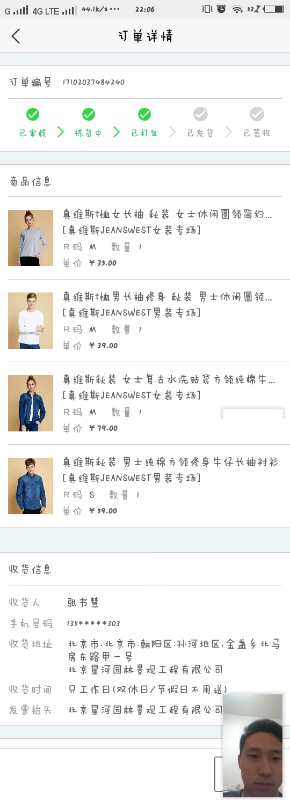 G 4G LTE 44.1k/s 22:06
订单详情
订单编号 171020374842​40
已审核 拣货中 已打包 已发货 已签收
商品信息
真维斯t恤女长袖 秋装 女士休闲圆领简约...
[真维斯JEANSWEST女装专场]
尺码 M 数量 1
单价 ￥35.00
真维斯t恤男长袖修身 秋装 男士休闲圆领...
[真维斯JEANSWEST男装专场]
尺码 M 数量 1
单价 ￥39.00
真维斯秋装 女士复古水洗贴袋方领纯棉牛...
[真维斯JEANSWEST女装专场]
尺码 M 数量 1
单价 ￥79.00
真维斯秋装 男士纯棉方领修身牛仔长袖衬衫
[真维斯JEANSWEST男装专场]
尺码 S 数量 1
单价 ￥59.00
收货信息
收货人 张书慧
手机号码 135*****303
收货地址 北京市,北京市,朝阳区,孙河地区,金盏乡北马
房东路甲一号
北京星河园林景观工程有限公司
收货时间 只工作日(双休日/节假日不用送)
发票抬头 北京星河园林景观工程有限公司